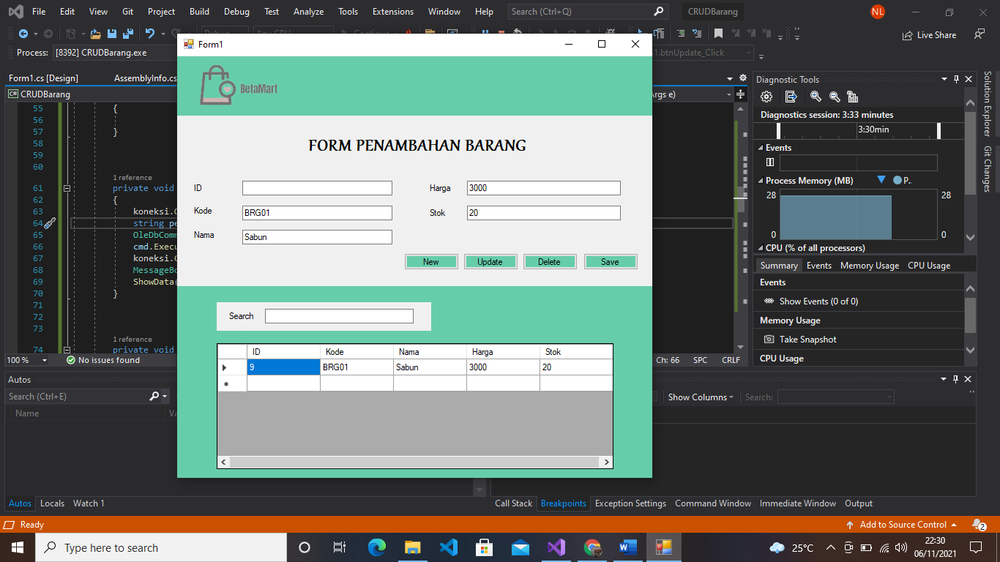 File Edit View Git Project Build Debug Test Analyze Tools Extensions Window Help Search (Ctrl+Q) CRUDBarang NL
Live Share
Process: [8392] CRUDBarang.exe
1.btnUpdate_Click
Form1.cs [Design] AssemblyInfo.cs
C# CRUDBarang
Args e)
55 {
56
57 }
58
59
60
1 reference
61 private void
62 {
63 koneksi.
64 string pe
65 OleDbComm
66 cmd.Execu
67 koneksi.
68 MessageBo
69 ShowData(
70 }
71
72
73
1 reference
74 private void
100 % No issues found
Ch: 66 SPC CRLF
Form1
BetaMart
FORM PENAMBAHAN BARANG
ID
Harga 3000
Kode BRG01
Stok 20
Nama Sabun
New Update Delete Save
Search
ID Kode Nama Harga Stok
9 BRG01 Sabun 3000 20
Diagnostic Tools
Diagnostics session: 3:33 minutes
3:30min
Events
Process Memory (MB) P..
28 28
0 0
CPU (% of all processors)
Summary Events Memory Usage CPU Usage
Events
Show Events (0 of 0)
Memory Usage
Take Snapshot
CPU Usage
Solution Explorer
Git Changes
Autos
Search (Ctrl+E)
Name Va
Show Columns Search:
Autos Locals Watch 1
Call Stack Breakpoints Exception Settings Command Window Immediate Window Output
Ready
Add to Source Control 2
Type here to search
25°C
22:30
06/11/2021